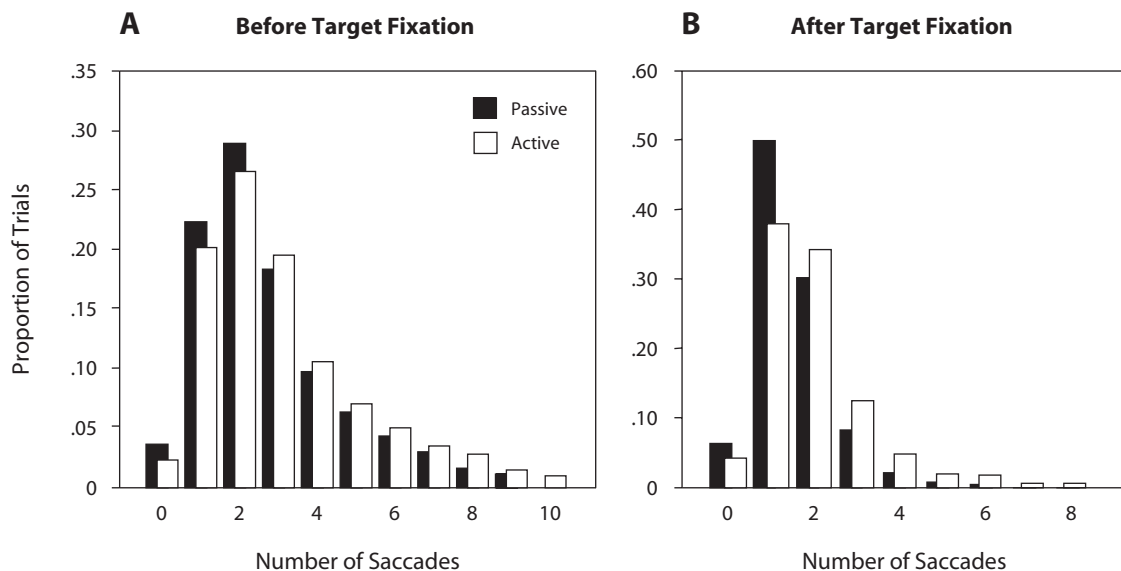 A Before Target Fixation
B After Target Fixation
Proportion of Trials
.35
.30
.25
.20
.15
.10
.05
0
Passive
Active
0 2 4 6 8 10
Number of Saccades
.60
.50
.40
.30
.20
.10
0
0 2 4 6 8
Number of Saccades